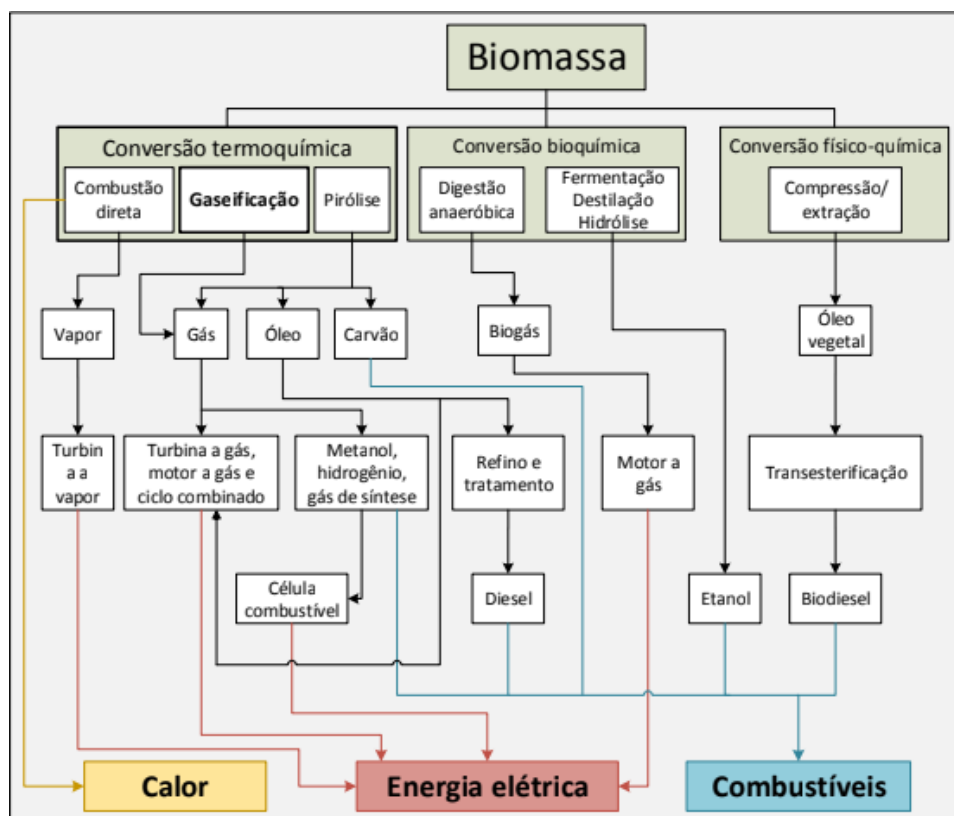 Biomassa
Conversão termoquímica
Combustão
direta
Gaseificação
Pirólise
Conversão bioquímica
Digestão
anaeróbica
Fermentação
Destilação
Hidrólise
Conversão físico-química
Compressão/
extração
Vapor
Gás
Óleo
Carvão
Biogás
Óleo
vegetal
Turbin
a a
vapor
Turbina a gás,
motor a gás e
ciclo combinado
Metanol,
hidrogênio,
gás de síntese
Refino e
tratamento
Motor a
gás
Transesterificação
Célula
combustível
Diesel
Etanol
Biodiesel
Calor
Energia elétrica
Combustíveis